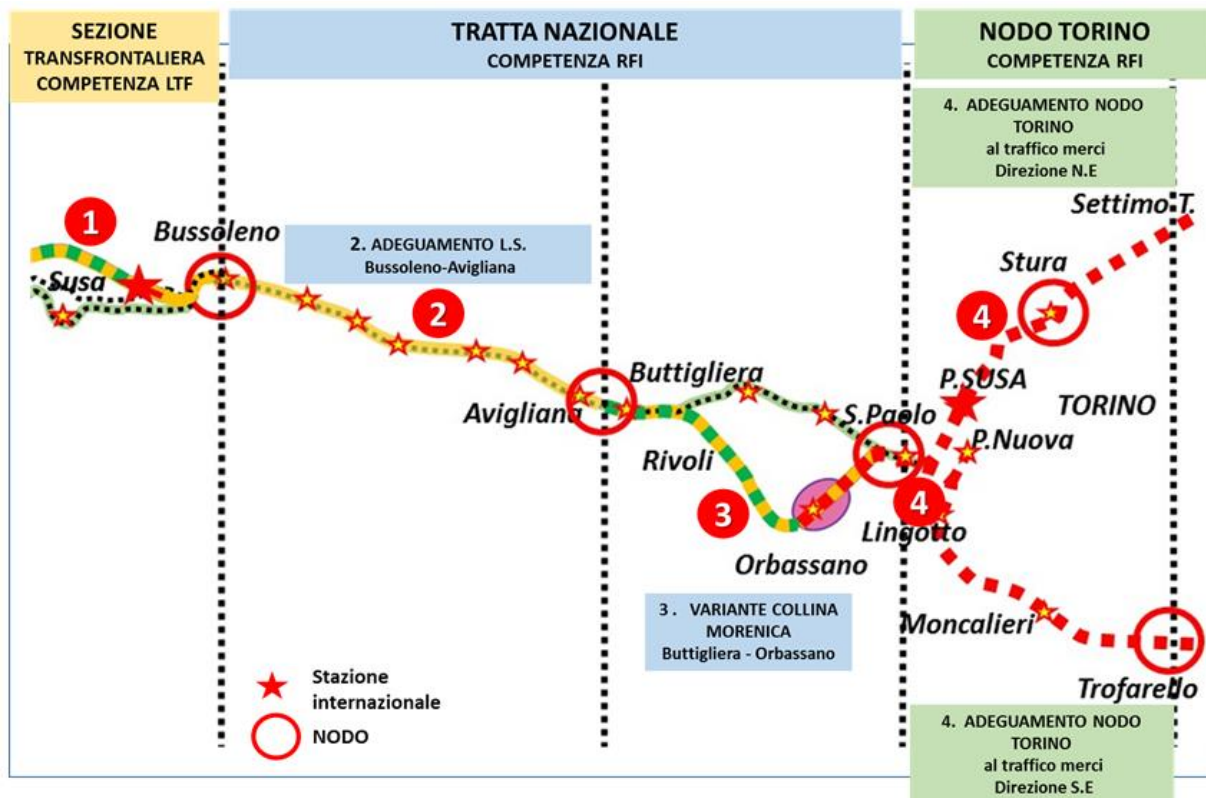 SEZIONE
TRANSFRONTALIERA
COMPETENZA LTF
TRATTA NAZIONALE
COMPETENZA RFI
NODO TORINO
COMPETENZA RFI
4. ADEGUAMENTO NODO
TORINO
al traffico merci
Direzione N.E
Settimo T.
1
Bussoleno
2. ADEGUAMENTO L.S.
Bussoleno-Avigliana
Stura
Susa
2
4
Buttigliera
P.SUSA
Avigliana
S.Paolo
TORINO
P.Nuova
Rivoli
3
4
Lingotto
Orbassano
3. VARIANTE COLLINA
MORENICA
Buttigliera - Orbassano
Moncalieri
Stazione
internazionale
Trofarello
NODO
4. ADEGUAMENTO NODO
TORINO
al traffico merci
Direzione S.E